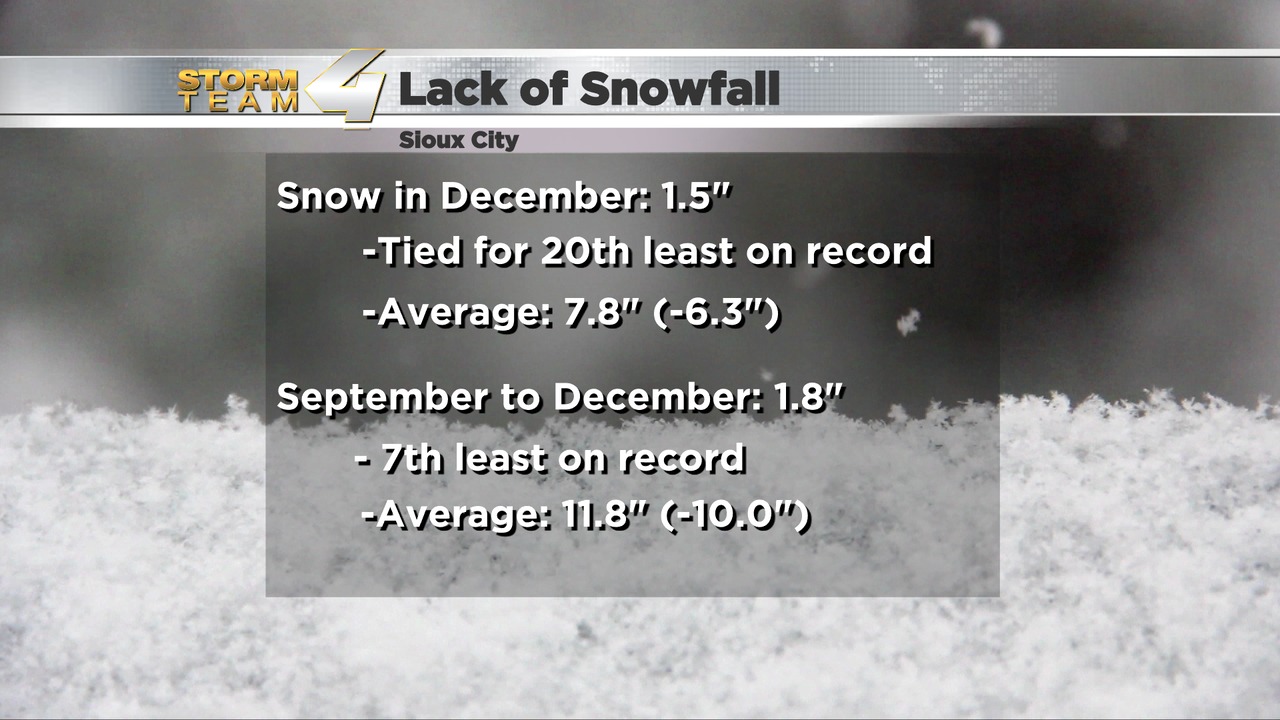 STORM TEAM 4
Lack of Snowfall
Sioux City
Snow in December: 1.5"
-Tied for 20th least on record
-Average: 7.8" (-6.3")
September to December: 1.8"
- 7th least on record
-Average: 11.8" (-10.0")